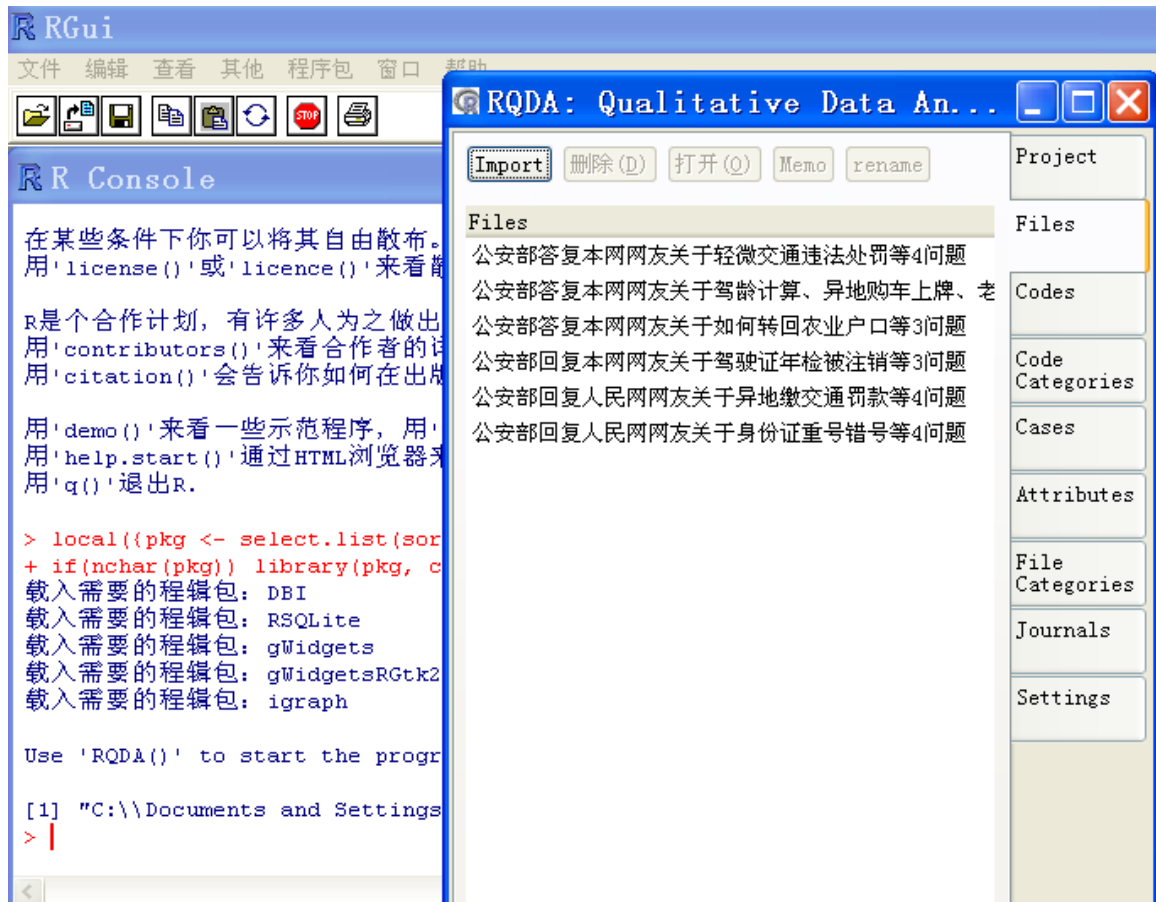 RGui
文件 编辑 查看 其他 程序包 窗口 帮助
R Console
在某些条件下你可以将其自由散布。
用'license()'或'licence()'来看散
R是个合作计划，有许多人为之做出
用'contributors()'来看合作者的详
用'citation()'会告诉你如何在出版
用'demo()'来看一些示范程序，用'
用'help.start()'通过HTML浏览器来
用'q()'退出R.
> local({pkg <- select.list(sor
+ if(nchar(pkg)) library(pkg, c
载入需要的程辑包：DBI
载入需要的程辑包：RSQLite
载入需要的程辑包：gWidgets
载入需要的程辑包：gWidgetsRGtk2
载入需要的程辑包：igraph
Use 'RQDA()' to start the progr
[1] "C:\\Documents and Settings
>
RQDA: Qualitative Data An...
Import 删除(D) 打开(O) Memo rename
Files
公安部答复本网网友关于轻微交通违法处罚等4问题
公安部答复本网网友关于驾龄计算、异地购车上牌、老
公安部答复本网网友关于如何转回农业户口等3问题
公安部回复本网网友关于驾驶证年检被注销等3问题
公安部回复人民网网友关于异地缴交通罚款等4问题
公安部回复人民网网友关于身份证重号错号等4问题
Project
Files
Codes
Code
Categories
Cases
Attributes
File
Categories
Journals
Settings